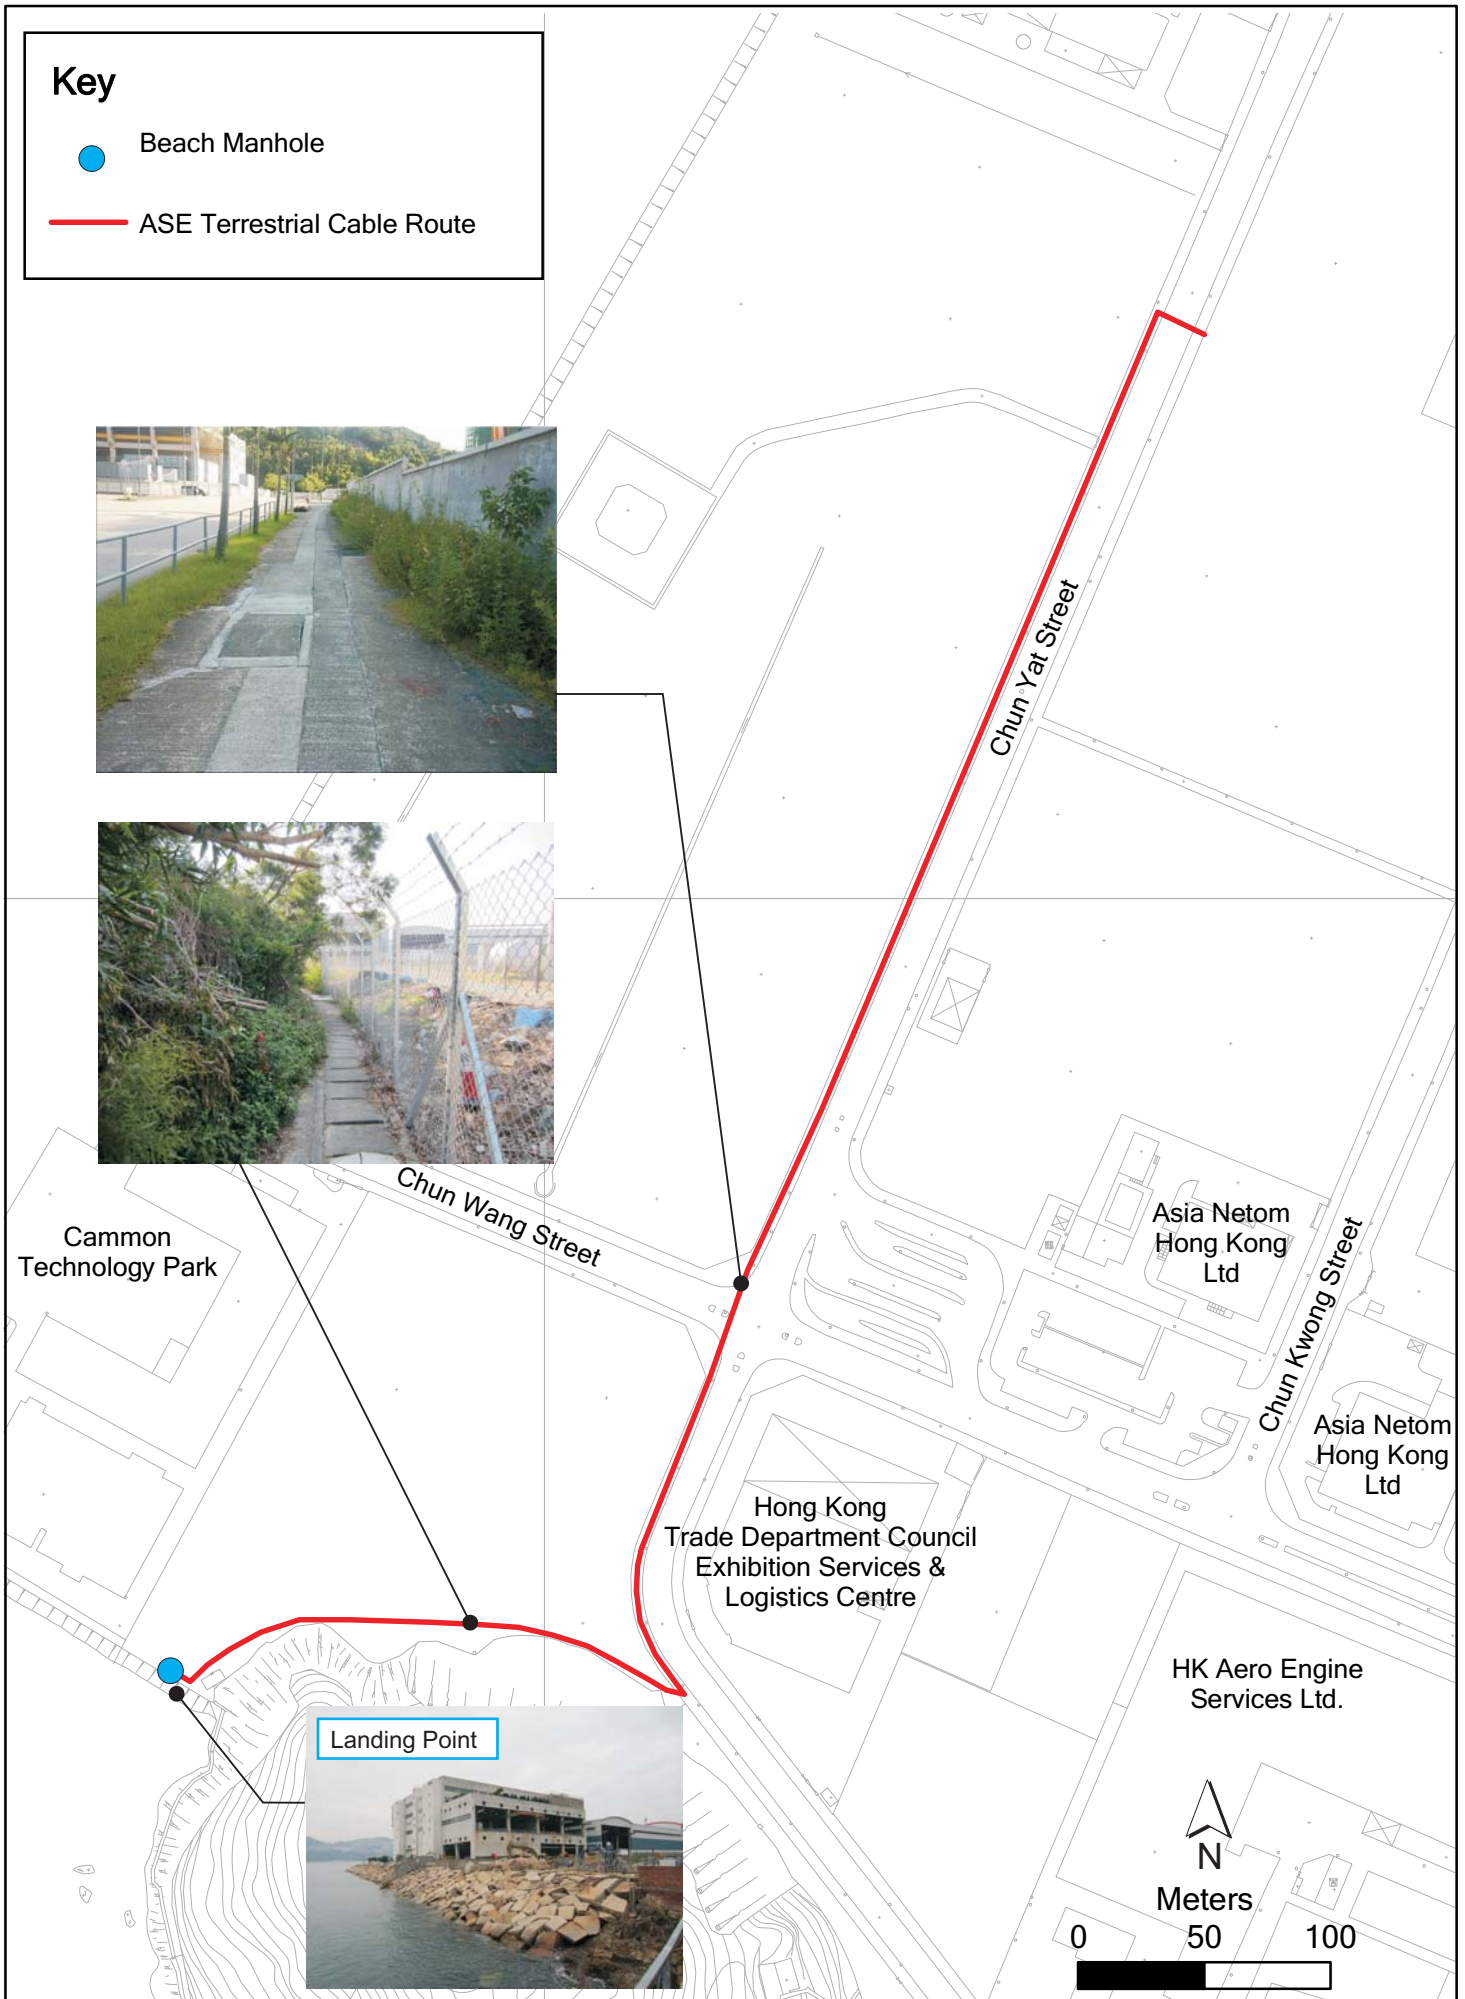 Key
Beach Manhole
ASE Terrestrial Cable Route
Chun Yat Street
Chun Wang Street
Cammon
Technology Park
Asia Netom
Hong Kong
Ltd
Chun Kwong Street
Asia Netom
Hong Kong
Ltd
Hong Kong
Trade Department Council
Exhibition Services &
Logistics Centre
HK Aero Engine
Services Ltd.
Landing Point
N
Meters
0 50 100